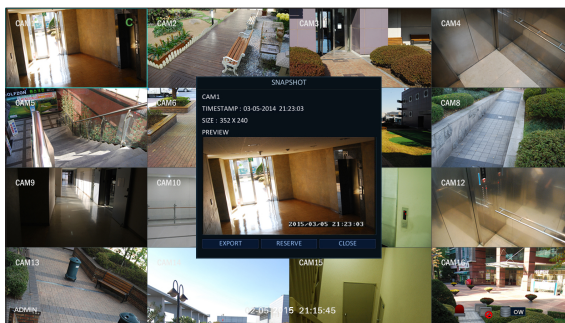 CAM2
CAM3
CAM4
C
SNAPSHOT
CAM1
TIMESTAMP : 03-05-2014 21:23:03
SIZE : 352 X 240
PREVIEW
CAM5
CAM6
CAM8
2015/03/05 21:23:03
CAM9
CAM10
CAM12
EXPORT
RESERVE
CLOSE
CAM13
CAM15
CAM16
ADMIN
-05-2015 21:15:45
OW